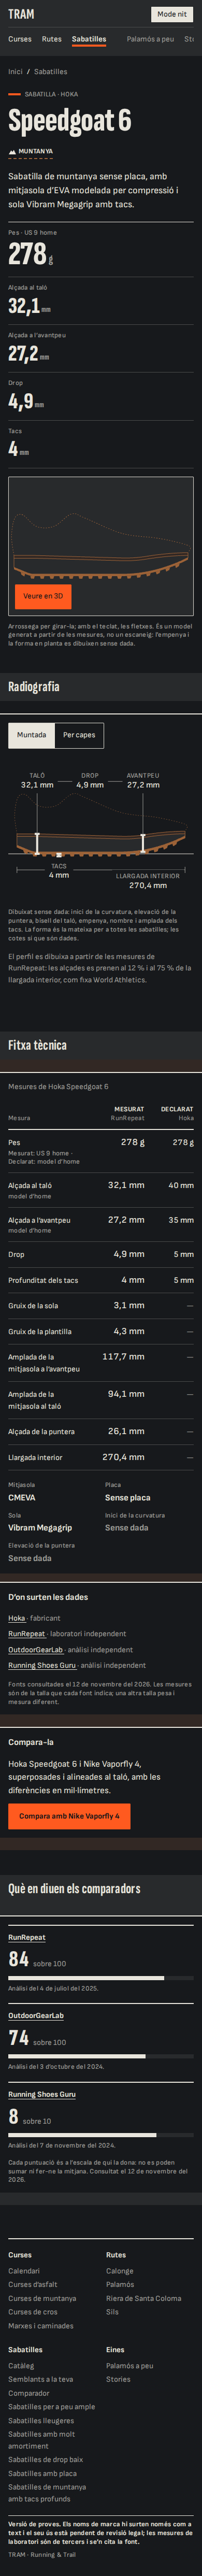 TRAM
Mode nit
Curses Rutes Sabatilles Palamós a peu
Inici / Sabatilles
SABATILLA · HOKA
Speedgoat 6
MUNTANYA
Sabatilla de muntanya sense placa, amb
mitjasola d'EVA modelada per compressió i
sola Vibram Megagrip amb tacs.
Pes · US 9 home
278 g
Alçada al taló
32,1 mm
Alçada a l'avantpeu
27,2 mm
Drop
4,9 mm
Tacs
4 mm
Veure en 3D
Arrossega per girar-la; amb el teclat, les fletxes. És un model
generat a partir de les mesures, no un escaneig: l'empenya i
la forma en planta es dibuixen sense dada.
Radiografia
Muntada Per capes
TALÓ DROP AVANTPEU
32,1 mm 4,9 mm 27,2 mm
TACS
4 mm
LLARGADA INTERIOR
270,4 mm
Dibuixat sense dada: inici de la curvatura, elevació de la
puntera, bisell del taló, empenya, nombre i amplada dels
tacs. La forma és la mateixa per a totes les sabatilles; les
cotes sí que són dades.
El perfil es dibuixa a partir de les mesures de
RunRepeat: les alçades es prenen al 12 % i al 75 % de la
llargada interior, com fixa World Athletics.
Fitxa tècnica
Mesures de Hoka Speedgoat 6
MESURAT DECLARAT
Mesura RunRepeat Hoka
Pes 278 g 278 g
Mesurat: US 9 home ·
Declarat: model d'home
Alçada al taló 32,1 mm 40 mm
model d'home
Alçada a l'avantpeu 27,2 mm 35 mm
model d'home
Drop 4,9 mm 5 mm
Profunditat dels tacs 4 mm 5 mm
Gruix de la sola 3,1 mm —
Gruix de la plantilla 4,3 mm —
Amplada de la 117,7 mm —
mitjasola a l'avantpeu
Amplada de la 94,1 mm —
mitjasola al taló
Alçada de la puntera 26,1 mm —
Llargada interior 270,4 mm —
Mitjasola Placa
CMEVA Sense placa
Sola Inici de la curvatura
Vibram Megagrip Sense dada
Elevació de la puntera
Sense dada
D'on surten les dades
Hoka · fabricant
RunRepeat · laboratori independent
OutdoorGearLab · anàlisi independent
Running Shoes Guru · anàlisi independent
Fonts consultades el 12 de novembre del 2026. Les mesures
són de la talla que cada font indica; una altra talla pesa i
mesura diferent.
Compara-la
Hoka Speedgoat 6 i Nike Vaporfly 4,
superposades i alineades al taló, amb les
diferències en mil·límetres.
Compara amb Nike Vaporfly 4
Què en diuen els comparadors
RunRepeat
84 sobre 100
Anàlisi del 4 de juliol del 2025.
OutdoorGearLab
74 sobre 100
Anàlisi del 3 d'octubre del 2024.
Running Shoes Guru
8 sobre 10
Anàlisi del 7 de novembre del 2024.
Cada puntuació és a l'escala de qui la dona: no es poden
sumar ni fer-ne la mitjana. Consultat el 12 de novembre del
2026.
Curses Rutes
Calendari Calonge
Curses d'asfalt Palamós
Curses de muntanya Riera de Santa Coloma
Curses de cros Sils
Marxes i caminades
Sabatilles Eines
Catàleg Palamós a peu
Semblants a la teva Stories
Comparador
Sabatilles per a peu ample
Sabatilles lleugeres
Sabatilles amb molt
amortiment
Sabatilles de drop baix
Sabatilles amb placa
Sabatilles de muntanya
amb tacs profunds
Versió de proves. Els noms de marca hi surten només com a
text i el seu ús està pendent de revisió legal; les mesures de
laboratori són de tercers i se'n cita la font.
TRAM · Running & Trail